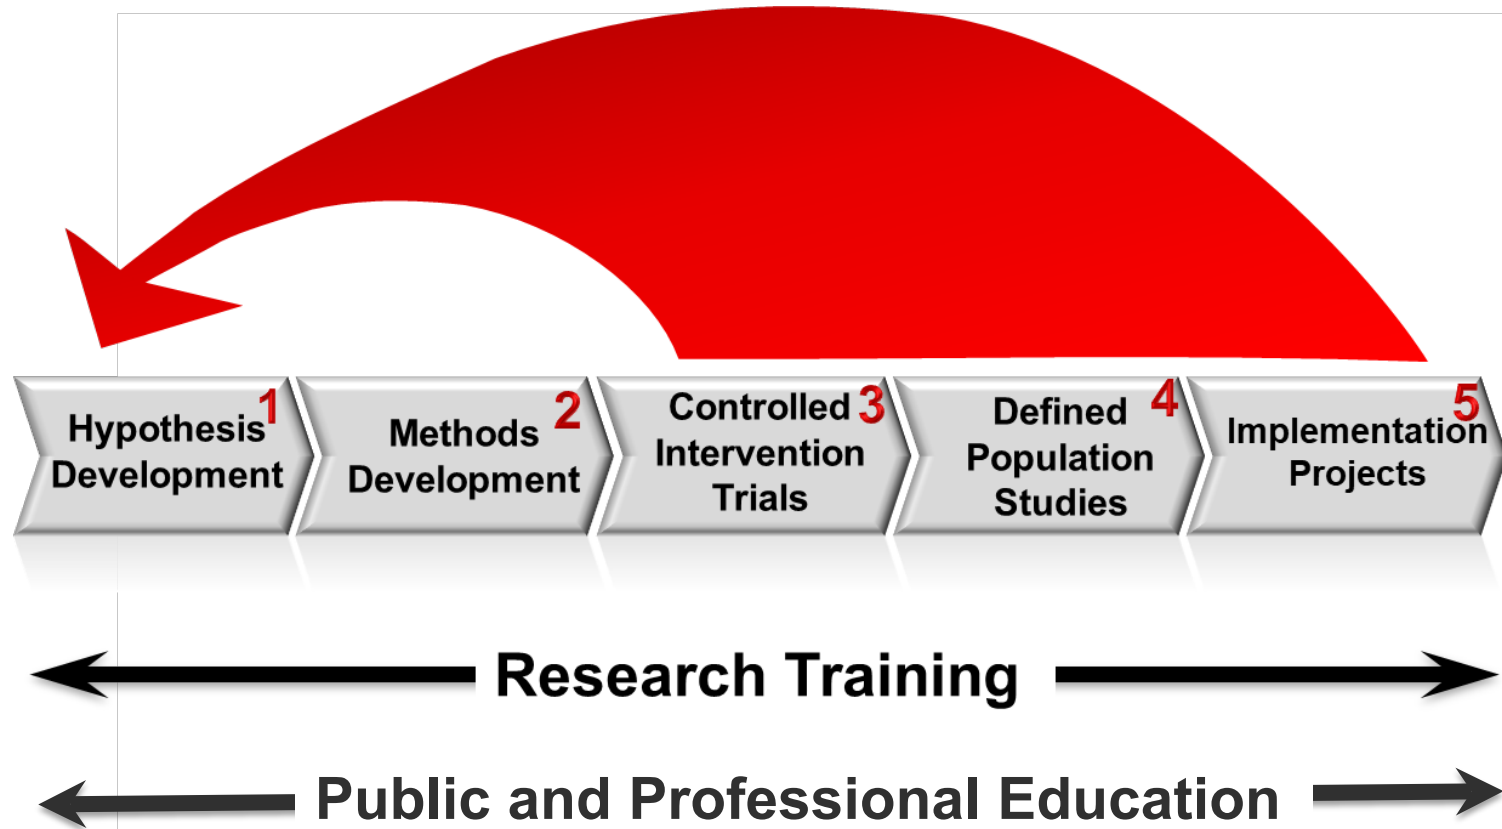 Hypothesis 1
Development
Methods 2
Development
Controlled 3
Intervention
Trials
Defined 4
Population
Studies
5
Implementation
Projects
Research Training
Public and Professional Education